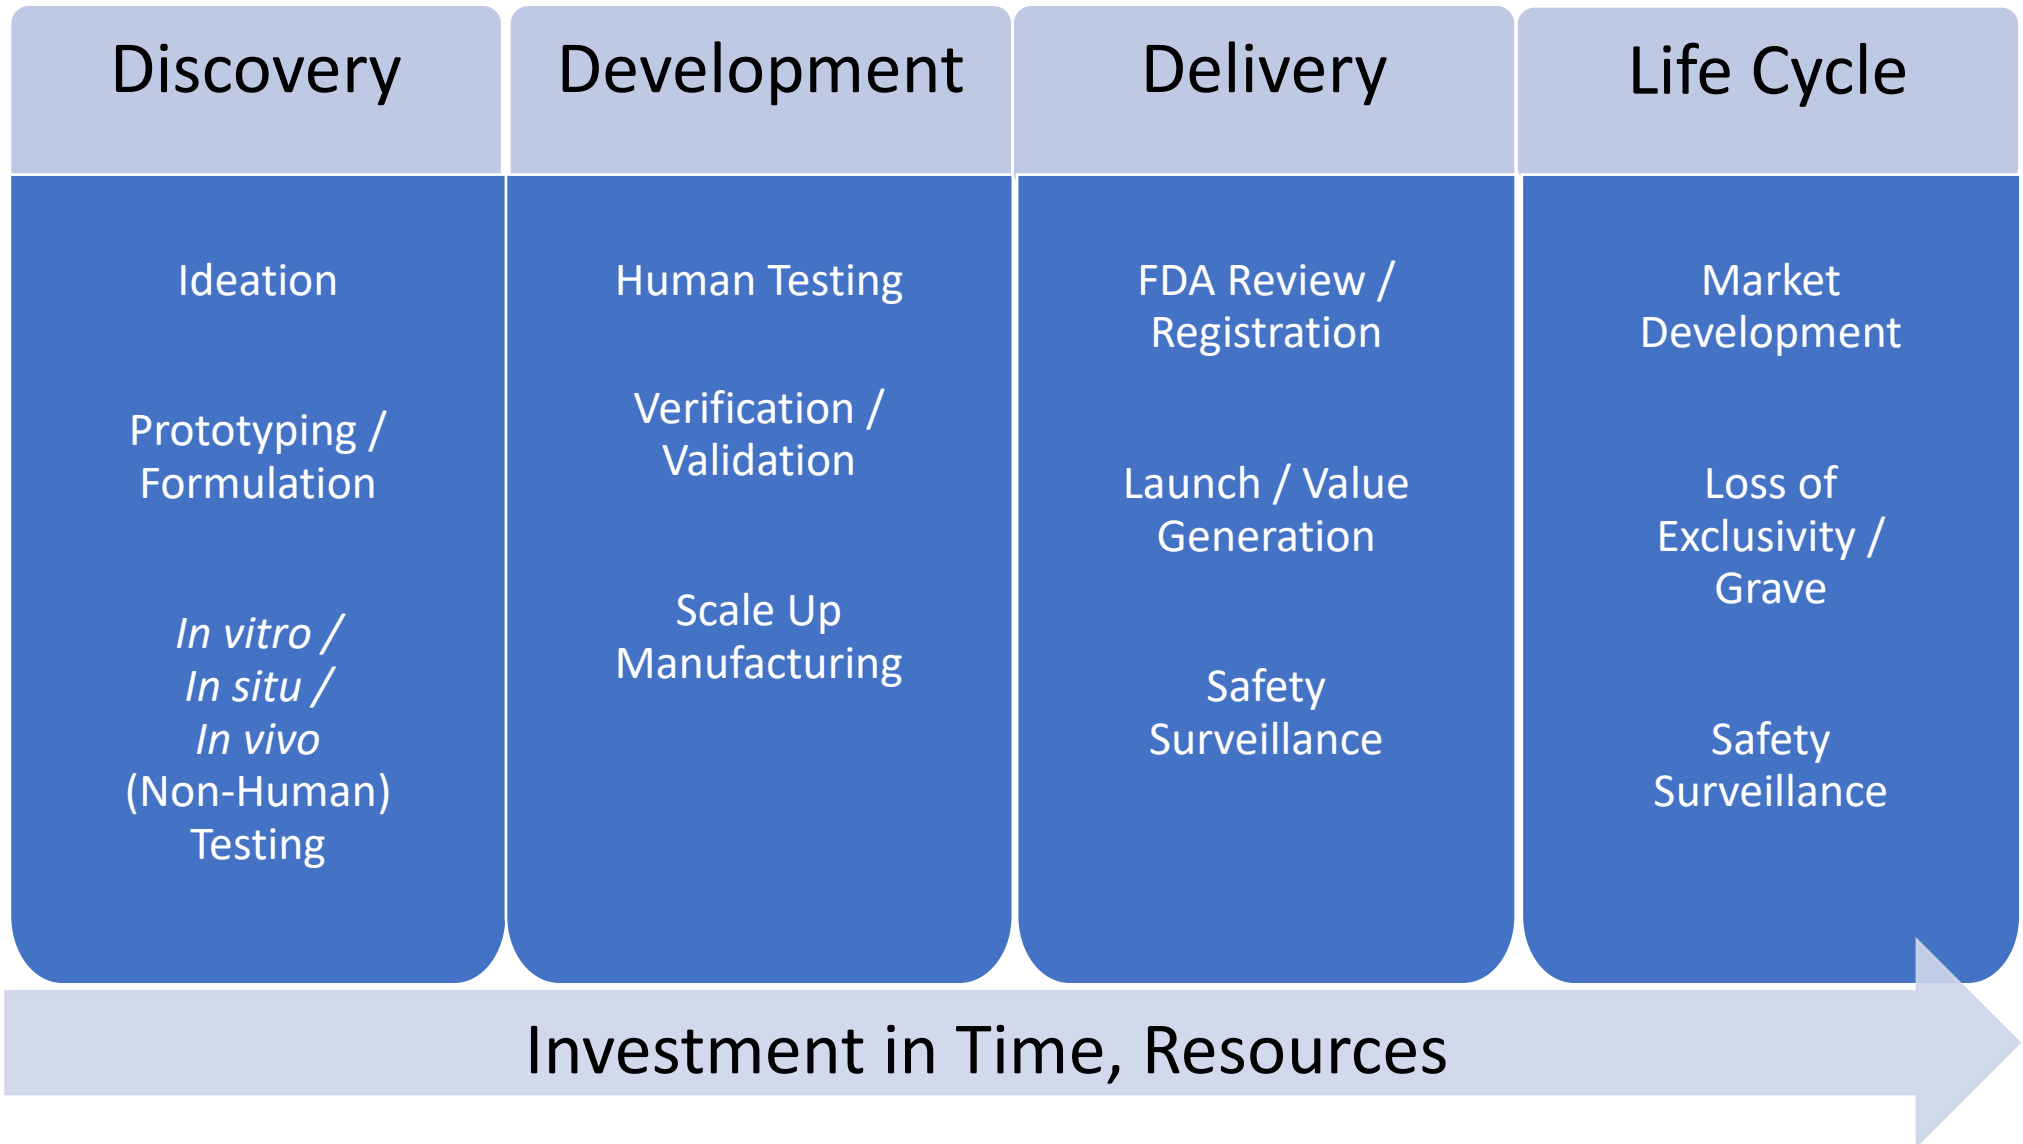 Discovery
Ideation
Prototyping /
Formulation
In vitro /
In situ /
In vivo
(Non-Human)
Testing
Development
Human Testing
Verification /
Validation
Scale Up
Manufacturing
Delivery
FDA Review /
Registration
Launch / Value
Generation
Safety
Surveillance
Life Cycle
Market
Development
Loss of
Exclusivity /
Grave
Safety
Surveillance
Investment in Time, Resources